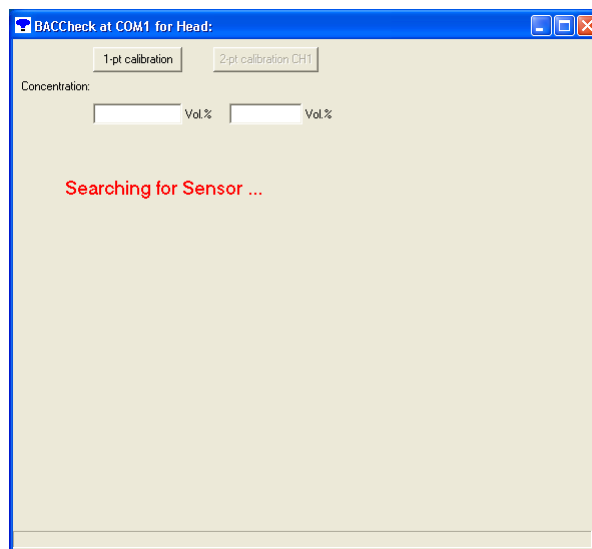 BACCheck at COM1 for Head:
1-pt calibration 2-pt calibration CH1
Concentration:
Vol.% Vol.%
Searching for Sensor ...